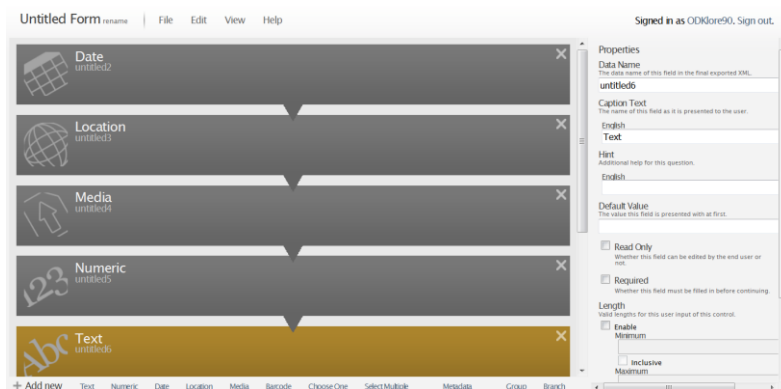 Untitled Form rename File Edit View Help Signed in as ODKlore90. Sign out.
Date
untitled2
Location
untitled3
Media
untitled4
Numeric
untitled5
123
Text
untitled6
Abc
+ Add new Text Numeric Date Location Media Barcode Choose One Select Multiple Metadata Group Branch
Properties
Data Name
The data name of this field in the final exported XML.
untitled6
Caption Text
The name of this field as it is presented to the user.
English
Text
Hint
Additional help for this question.
English
Default Value
The value this field is presented with at first.
Read Only
Whether this field can be edited by the end user or
not.
Required
Whether this field must be filled in before continuing.
Length
Valid lengths for this user input of this control.
Enable
Minimum
Inclusive
Maximum